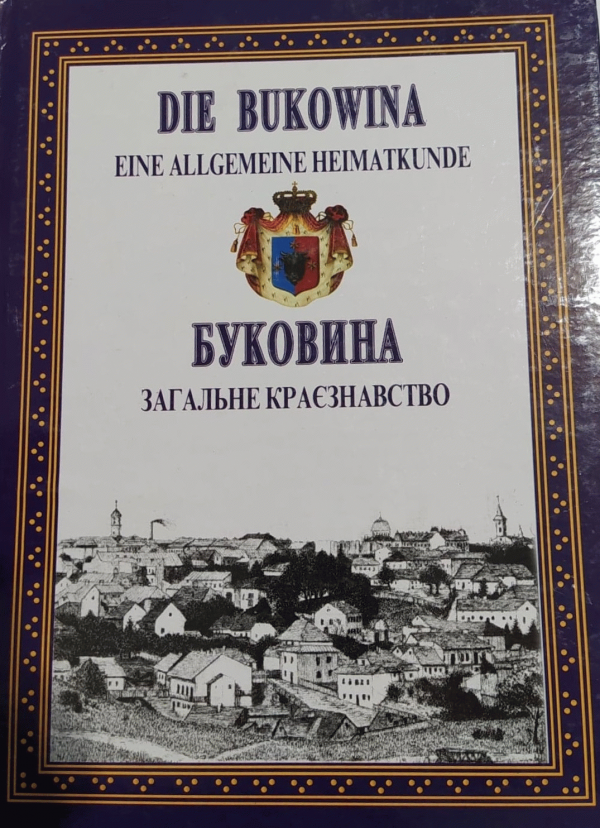 DIE BUKOWINA
EINE ALLGEMEINE HEIMATKUNDE
БУКОВИНА
ЗАГАЛЬНЕ КРАЄЗНАВСТВО